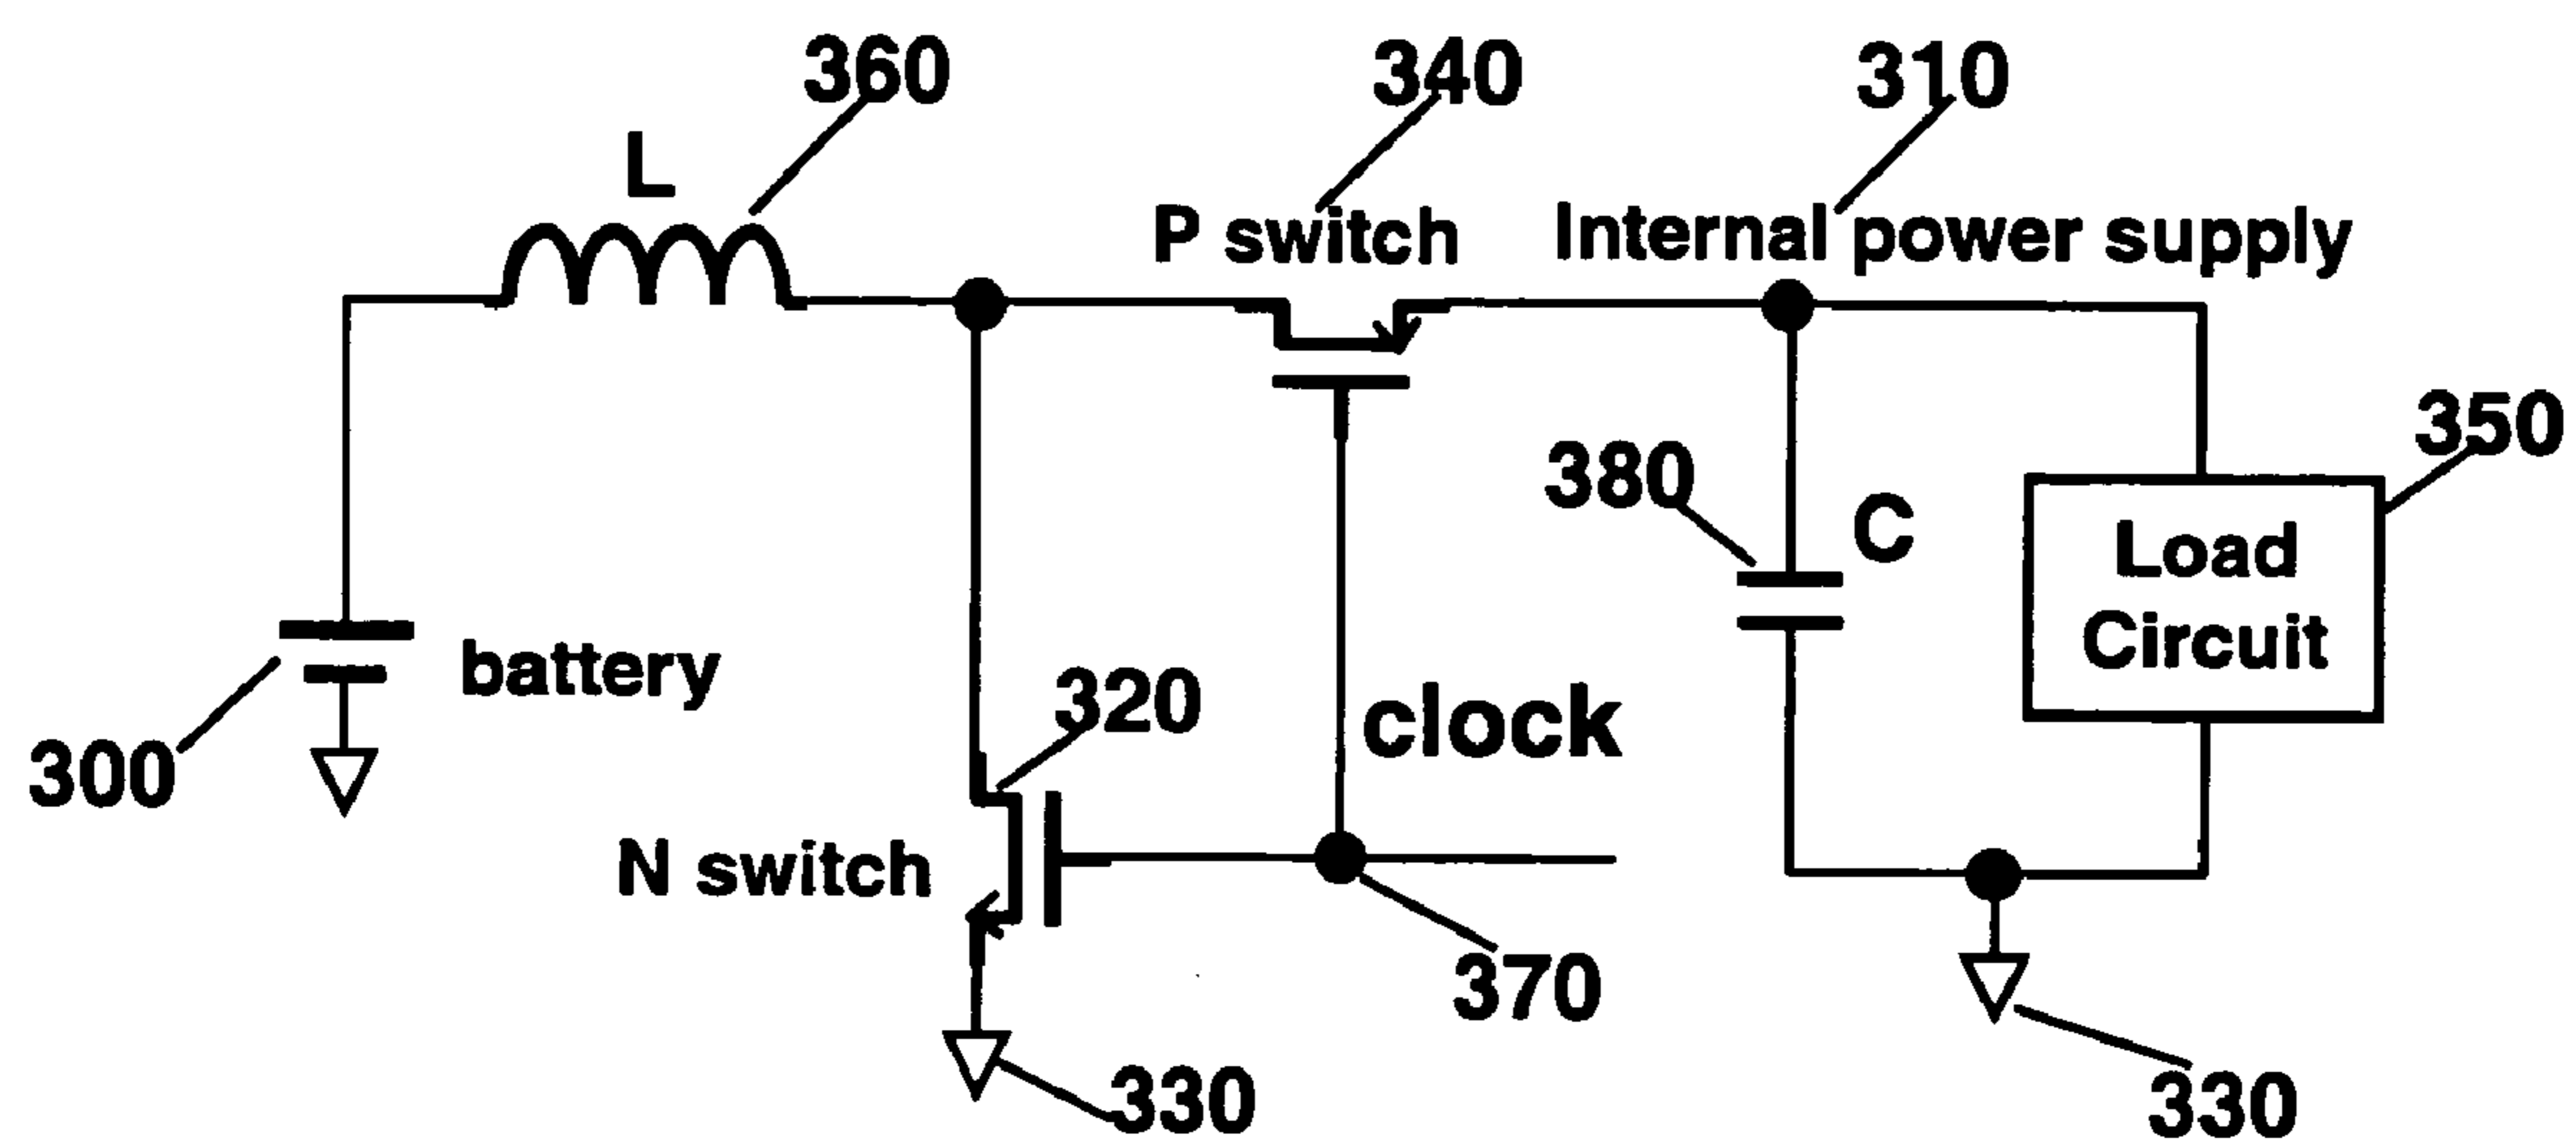 360
340
310
L
P switch
Internal power supply
350
380
C
Load
Circuit
battery
320
clock
300
N switch
370
330
330